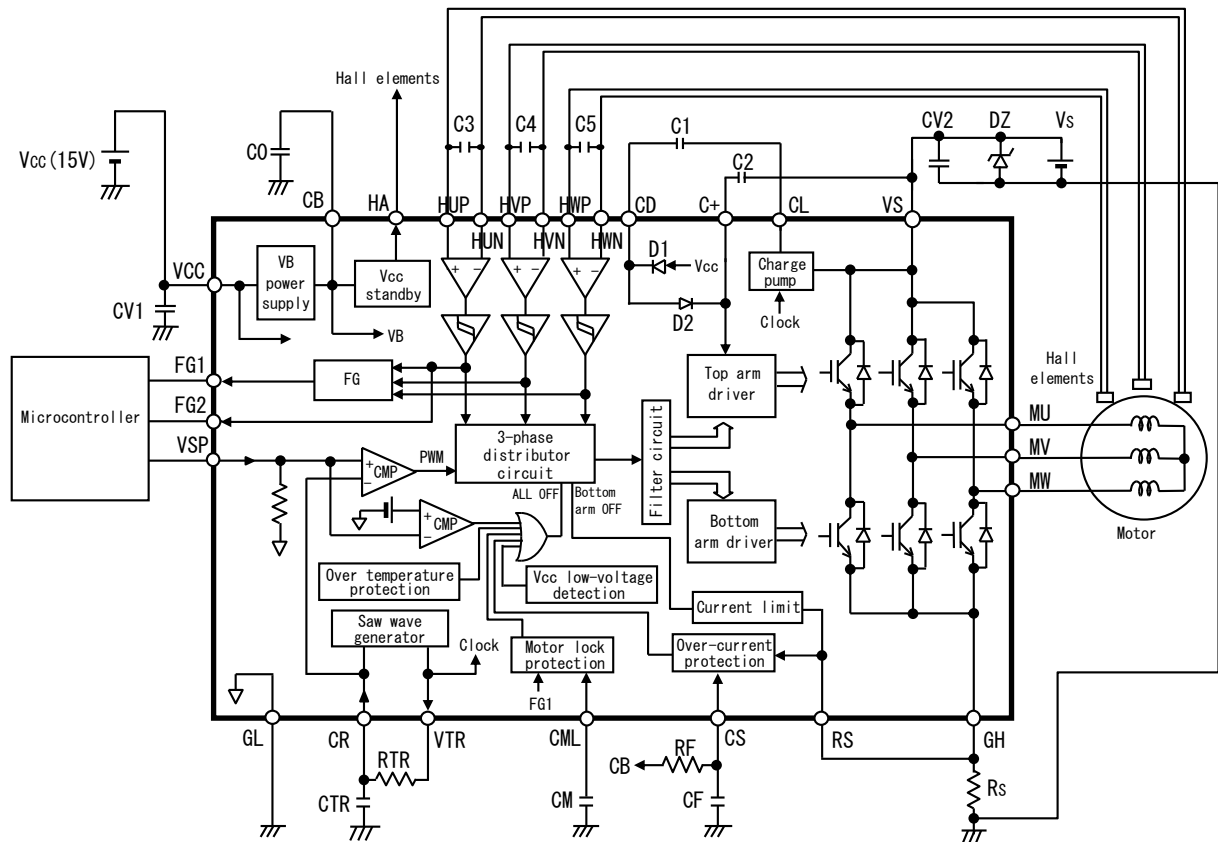 Hall elements
C3 C4 C5
C1
C2
CV2 DZ Vs
Vcc (15V)
C0
CB HA HUP HVP HWP CD C+ CL VS
HUN HVN HWN
VCC
CV1
VB power supply
Vcc standby
VB
+ − + − + −
D1
Vcc
D2
Charge pump
Clock
Hall elements
Microcontroller
FG1
FG2
VSP
FG
Top arm driver
3-phase distributor circuit
Filter circuit
MU
MV
MW
Motor
+
−
CMP
PWM
ALL OFF
Bottom arm OFF
Bottom arm driver
+
−
CMP
Over temperature protection
Vcc low-voltage detection
Current limit
Saw wave generator
Clock
Motor lock protection
FG1
Over-current protection
GL CR VTR CML CS RS GH
RTR
CTR
CM
CB
RF
CF
Rs